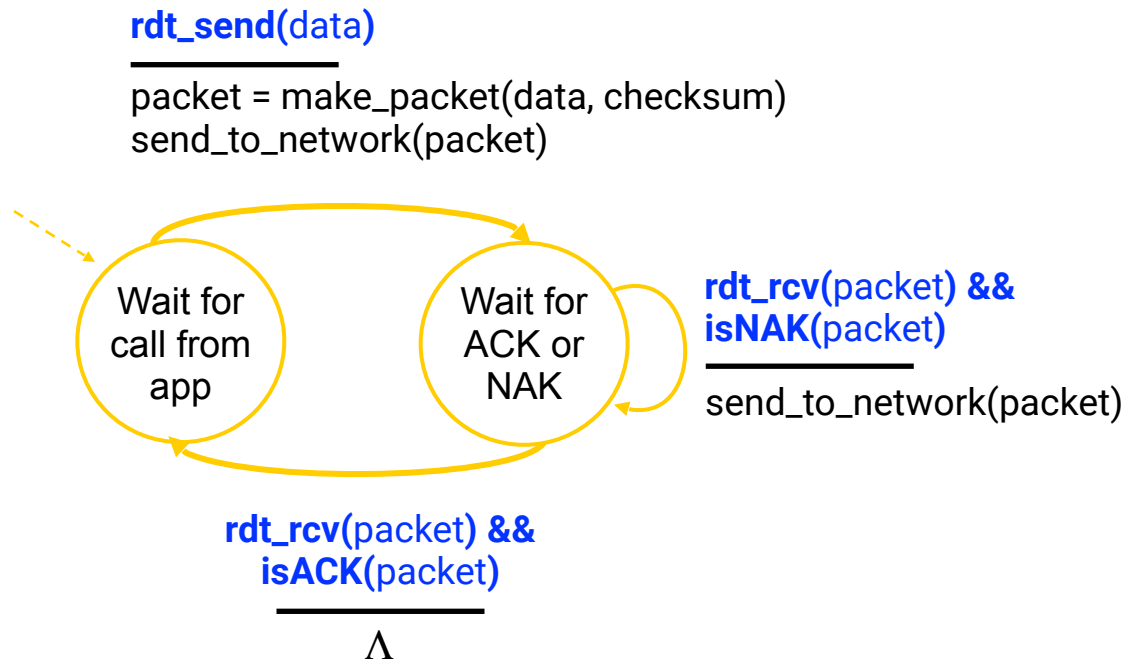 rdt_send(data)
packet = make_packet(data, checksum)
send_to_network(packet)
Wait for
call from
app
Wait for
ACK or
NAK
rdt_rcv(packet) &&
isNAK(packet)
send_to_network(packet)
rdt_rcv(packet) &&
isACK(packet)
Λ